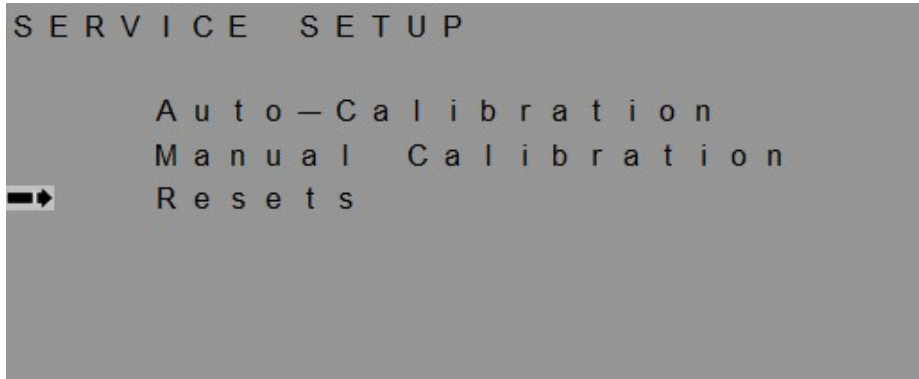 SERVICE SETUP
Auto-Calibration
Manual Calibration
Resets